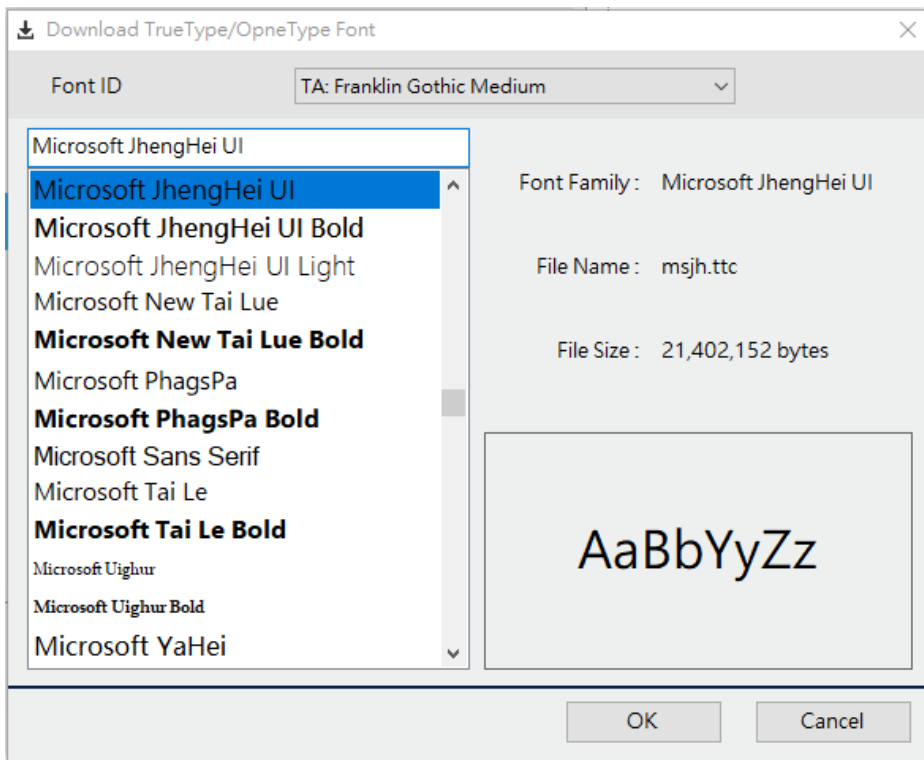 Download TrueType/OpneType Font
Font ID
TA: Franklin Gothic Medium
Microsoft JhengHei UI
Microsoft JhengHei UI
Microsoft JhengHei UI Bold
Microsoft JhengHei UI Light
Microsoft New Tai Lue
Microsoft New Tai Lue Bold
Microsoft PhagsPa
Microsoft PhagsPa Bold
Microsoft Sans Serif
Microsoft Tai Le
Microsoft Tai Le Bold
Microsoft Uighur
Microsoft Uighur Bold
Microsoft YaHei
Font Family : Microsoft JhengHei UI
File Name : msjh.ttc
File Size : 21,402,152 bytes
AaBbYyZz
OK
Cancel